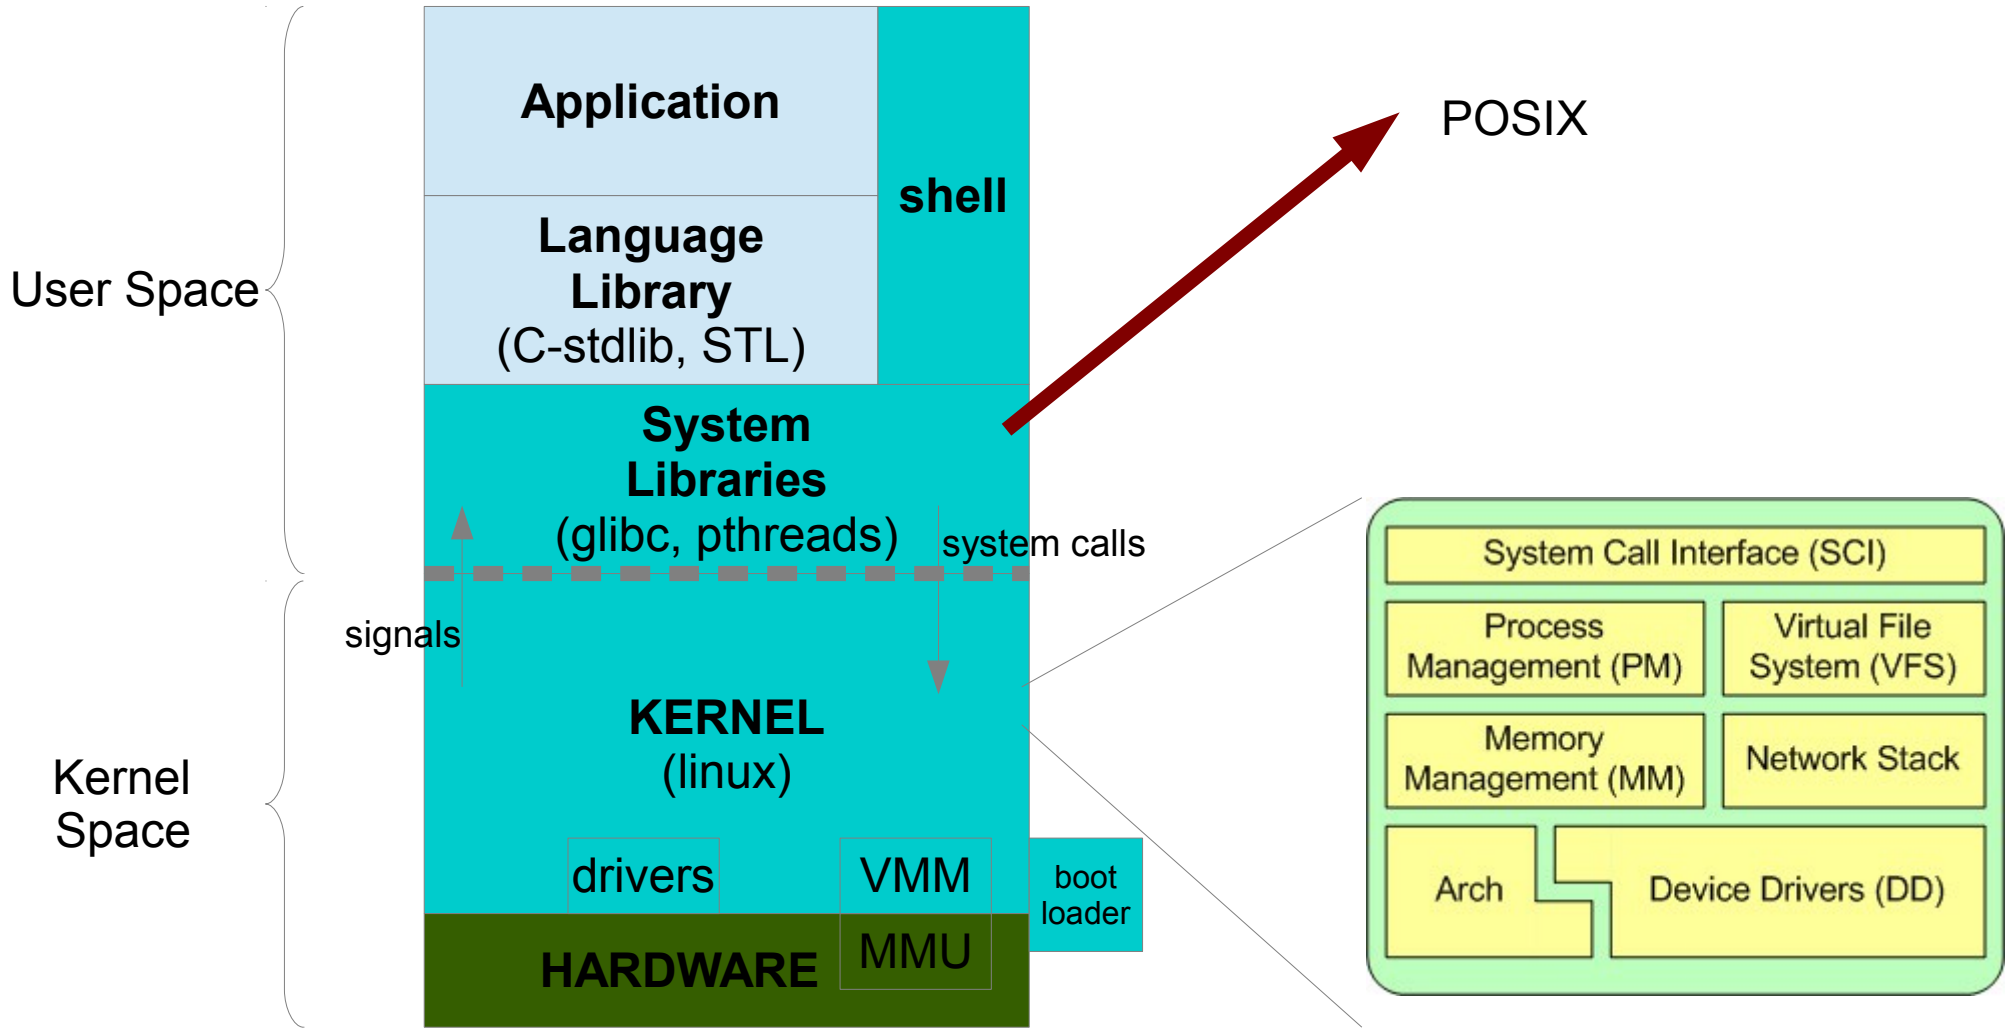 Application
shell
POSIX
Language
Library
(C-stdlib, STL)
User Space
System
Libraries
(glibc, pthreads)
system calls
signals
KERNEL
(linux)
Kernel
Space
drivers
VMM
boot
loader
MMU
HARDWARE
System Call Interface (SCI)
Process
Management (PM)
Virtual File
System (VFS)
Memory
Management (MM)
Network Stack
Arch
Device Drivers (DD)